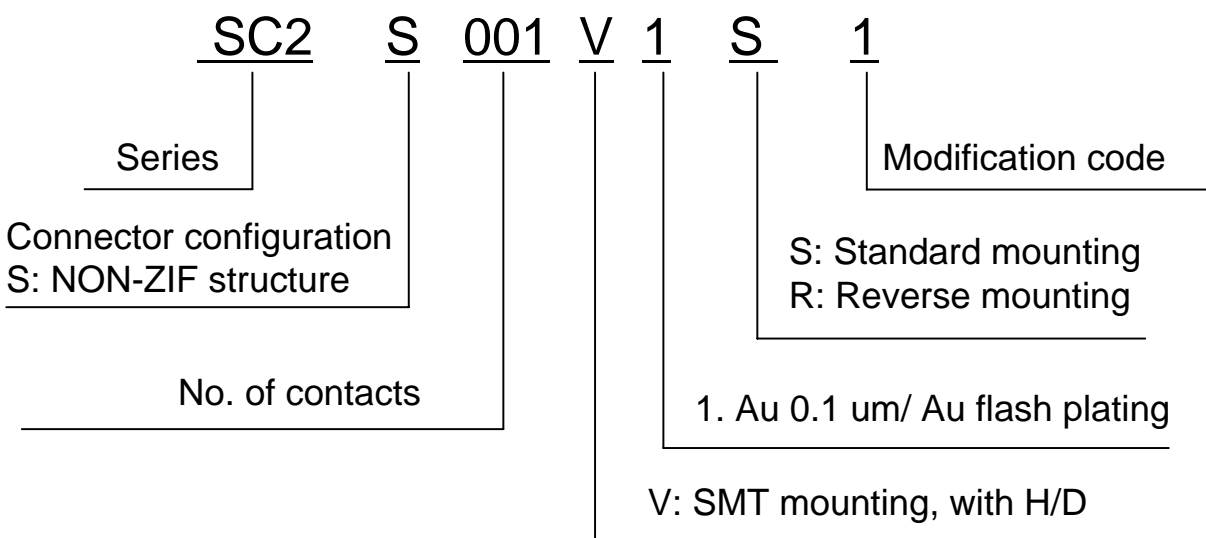 SC2 S 001 V 1 S 1
Series
Modification code
Connector configuration
S: NON-ZIF structure
S: Standard mounting
R: Reverse mounting
No. of contacts
1. Au 0.1 um/ Au flash plating
V: SMT mounting, with H/D